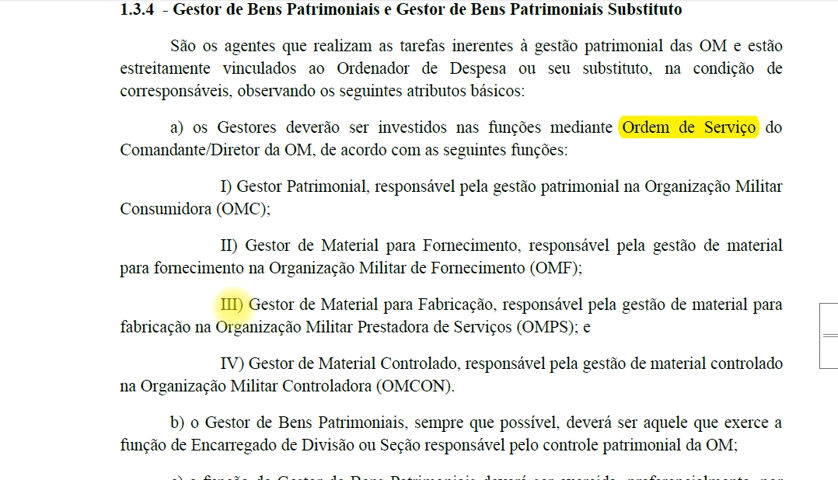 1.3.4 - Gestor de Bens Patrimoniais e Gestor de Bens Patrimoniais Substituto
São os agentes que realizam as tarefas inerentes à gestão patrimonial das OM e estão
estreitamente vinculados ao Ordenador de Despesa ou seu substituto, na condição de
corresponsáveis, observando os seguintes atributos básicos:
a) os Gestores deverão ser investidos nas funções mediante Ordem de Serviço do
Comandante/Diretor da OM, de acordo com as seguintes funções:
I) Gestor Patrimonial, responsável pela gestão patrimonial na Organização Militar
Consumidora (OMC);
II) Gestor de Material para Fornecimento, responsável pela gestão de material
para fornecimento na Organização Militar de Fornecimento (OMF);
III) Gestor de Material para Fabricação, responsável pela gestão de material para
fabricação na Organização Militar Prestadora de Serviços (OMPS); e
IV) Gestor de Material Controlado, responsável pela gestão de material controlado
na Organização Militar Controladora (OMCON).
b) o Gestor de Bens Patrimoniais, sempre que possível, deverá ser aquele que exerce a
função de Encarregado de Divisão ou Seção responsável pelo controle patrimonial da OM;